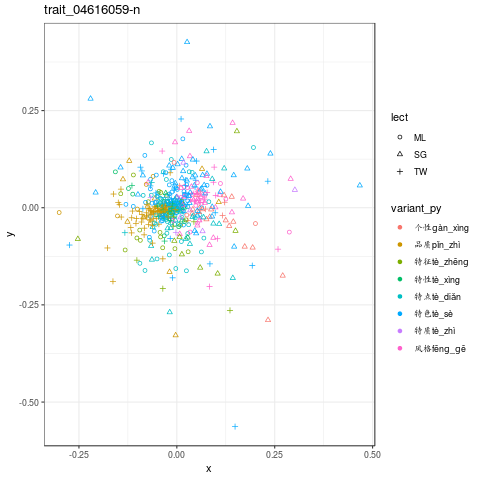 trait_04616059-n
0.25
0.00
-0.25
-0.50
y
-0.25
0.00
0.25
0.50
x
lect
ML
SG
TW
variant_py
个性gàn_xìng
品质pǐn_zhì
特征tè_zhēng
特性tè_xìng
特点tè_diǎn
特色tè_sè
特质tè_zhì
风格fēng_gē